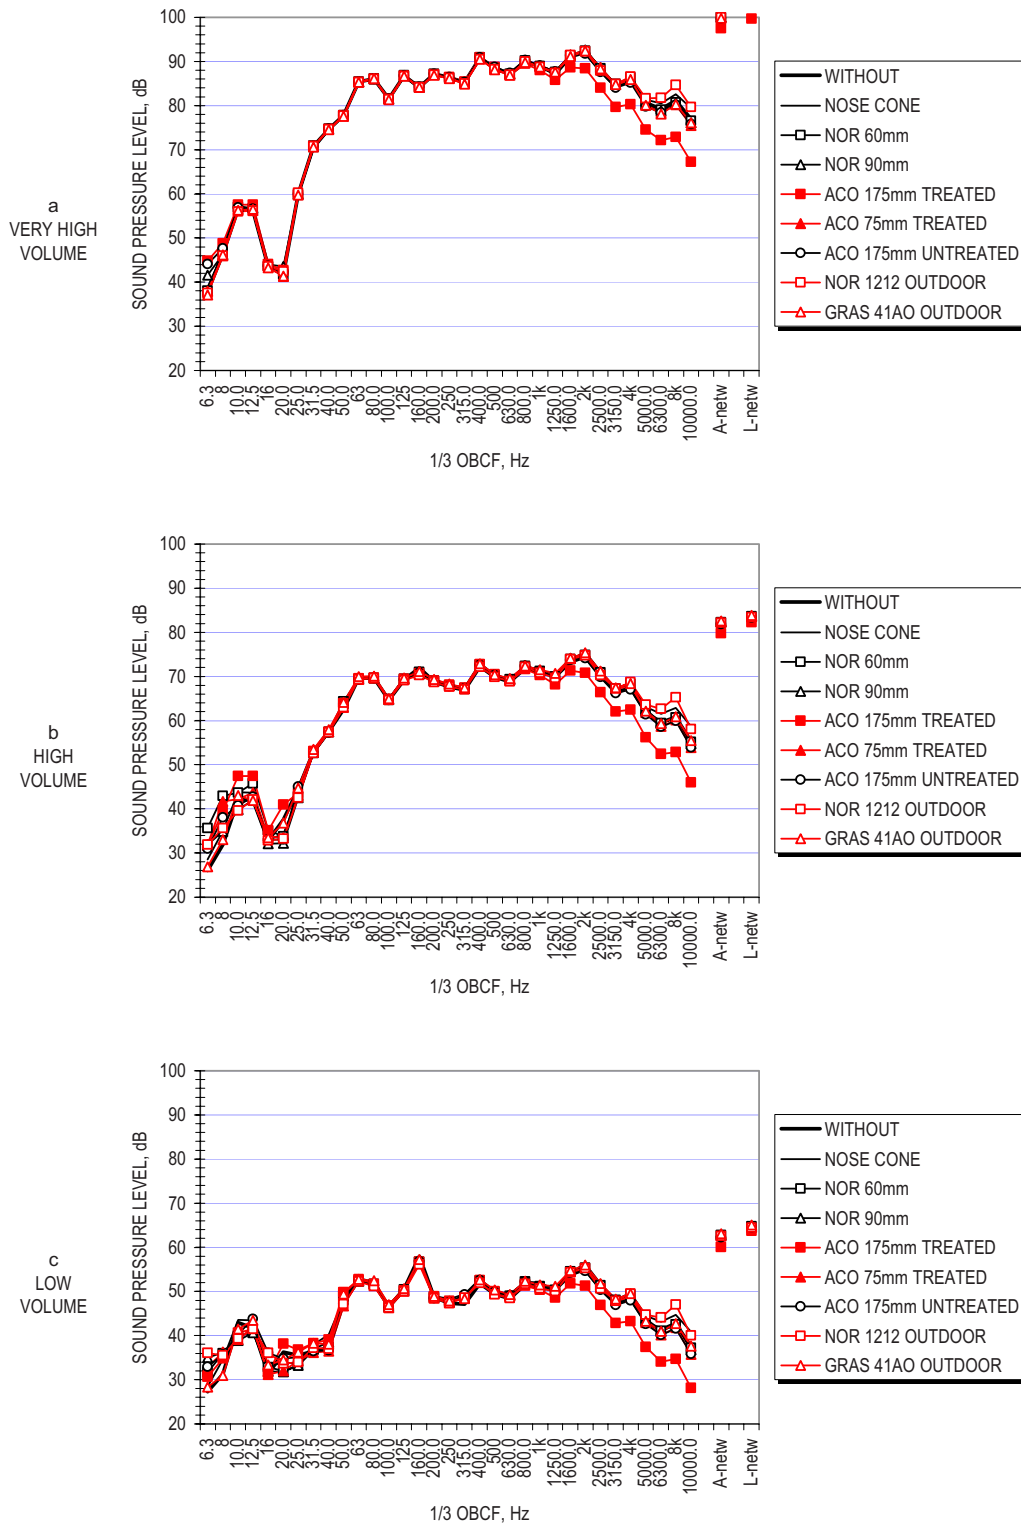 a
VERY HIGH
VOLUME
SOUND PRESSURE LEVEL, dB
100
90
80
70
60
50
40
30
20
6.3
8
10.0
12.5
16
20.0
25.0
31.5
40.0
50.0
63
80.0
100.0
125
160.0
200.0
250
315.0
400.0
500
630.0
800.0
1k
1250.0
1600.0
2k
2500.0
3150.0
4k
5000.0
6300.0
8k
10000.0
A-netw
L-netw
1/3 OBCF, Hz
WITHOUT
NOSE CONE
NOR 60mm
NOR 90mm
ACO 175mm TREATED
ACO 75mm TREATED
ACO 175mm UNTREATED
NOR 1212 OUTDOOR
GRAS 41AO OUTDOOR
b
HIGH
VOLUME
SOUND PRESSURE LEVEL, dB
100
90
80
70
60
50
40
30
20
6.3
8
10.0
12.5
16
20.0
25.0
31.5
40.0
50.0
63
80.0
100.0
125
160.0
200.0
250
315.0
400.0
500
630.0
800.0
1k
1250.0
1600.0
2k
2500.0
3150.0
4k
5000.0
6300.0
8k
10000.0
A-netw
L-netw
1/3 OBCF, Hz
WITHOUT
NOSE CONE
NOR 60mm
NOR 90mm
ACO 175mm TREATED
ACO 75mm TREATED
ACO 175mm UNTREATED
NOR 1212 OUTDOOR
GRAS 41AO OUTDOOR
c
LOW
VOLUME
SOUND PRESSURE LEVEL, dB
100
90
80
70
60
50
40
30
20
6.3
8
10.0
12.5
16
20.0
25.0
31.5
40.0
50.0
63
80.0
100.0
125
160.0
200.0
250
315.0
400.0
500
630.0
800.0
1k
1250.0
1600.0
2k
2500.0
3150.0
4k
5000.0
6300.0
8k
10000.0
A-netw
L-netw
1/3 OBCF, Hz
WITHOUT
NOSE CONE
NOR 60mm
NOR 90mm
ACO 175mm TREATED
ACO 75mm TREATED
ACO 175mm UNTREATED
NOR 1212 OUTDOOR
GRAS 41AO OUTDOOR